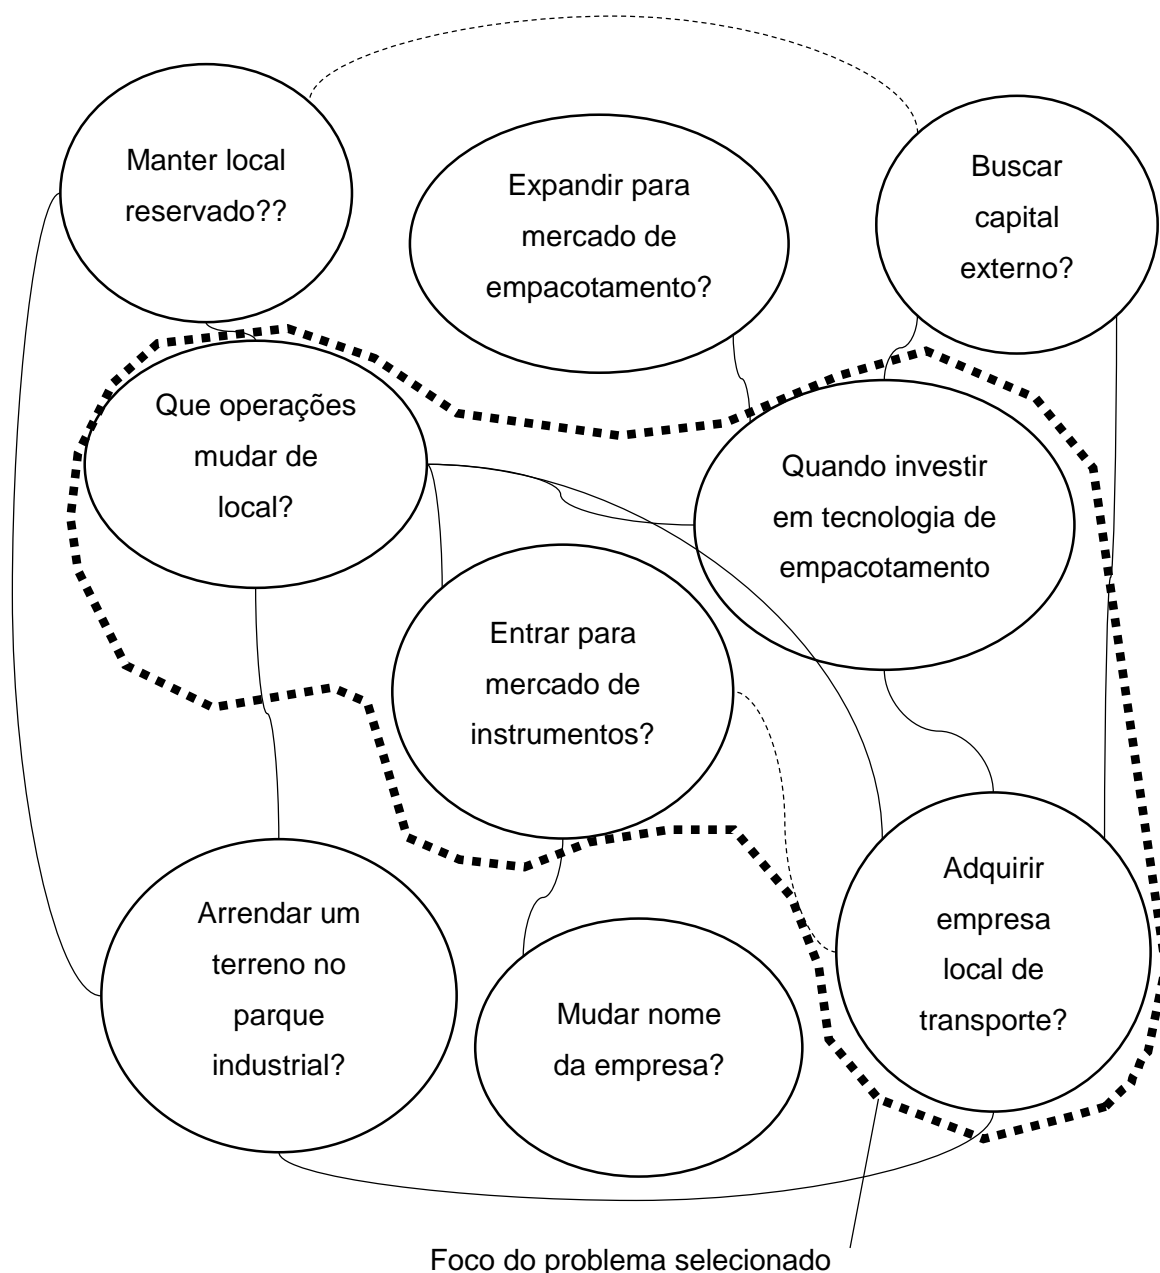 Manter local
reservado??
Expandir para
mercado de
empacotamento?
Buscar
capital
externo?
Que operações
mudar de
local?
Quando investir
em tecnologia de
empacotamento
Entrar para
mercado de
instrumentos?
Arrendar um
terreno no
parque
industrial?
Mudar nome
da empresa?
Adquirir
empresa
local de
transporte?
Foco do problema selecionado